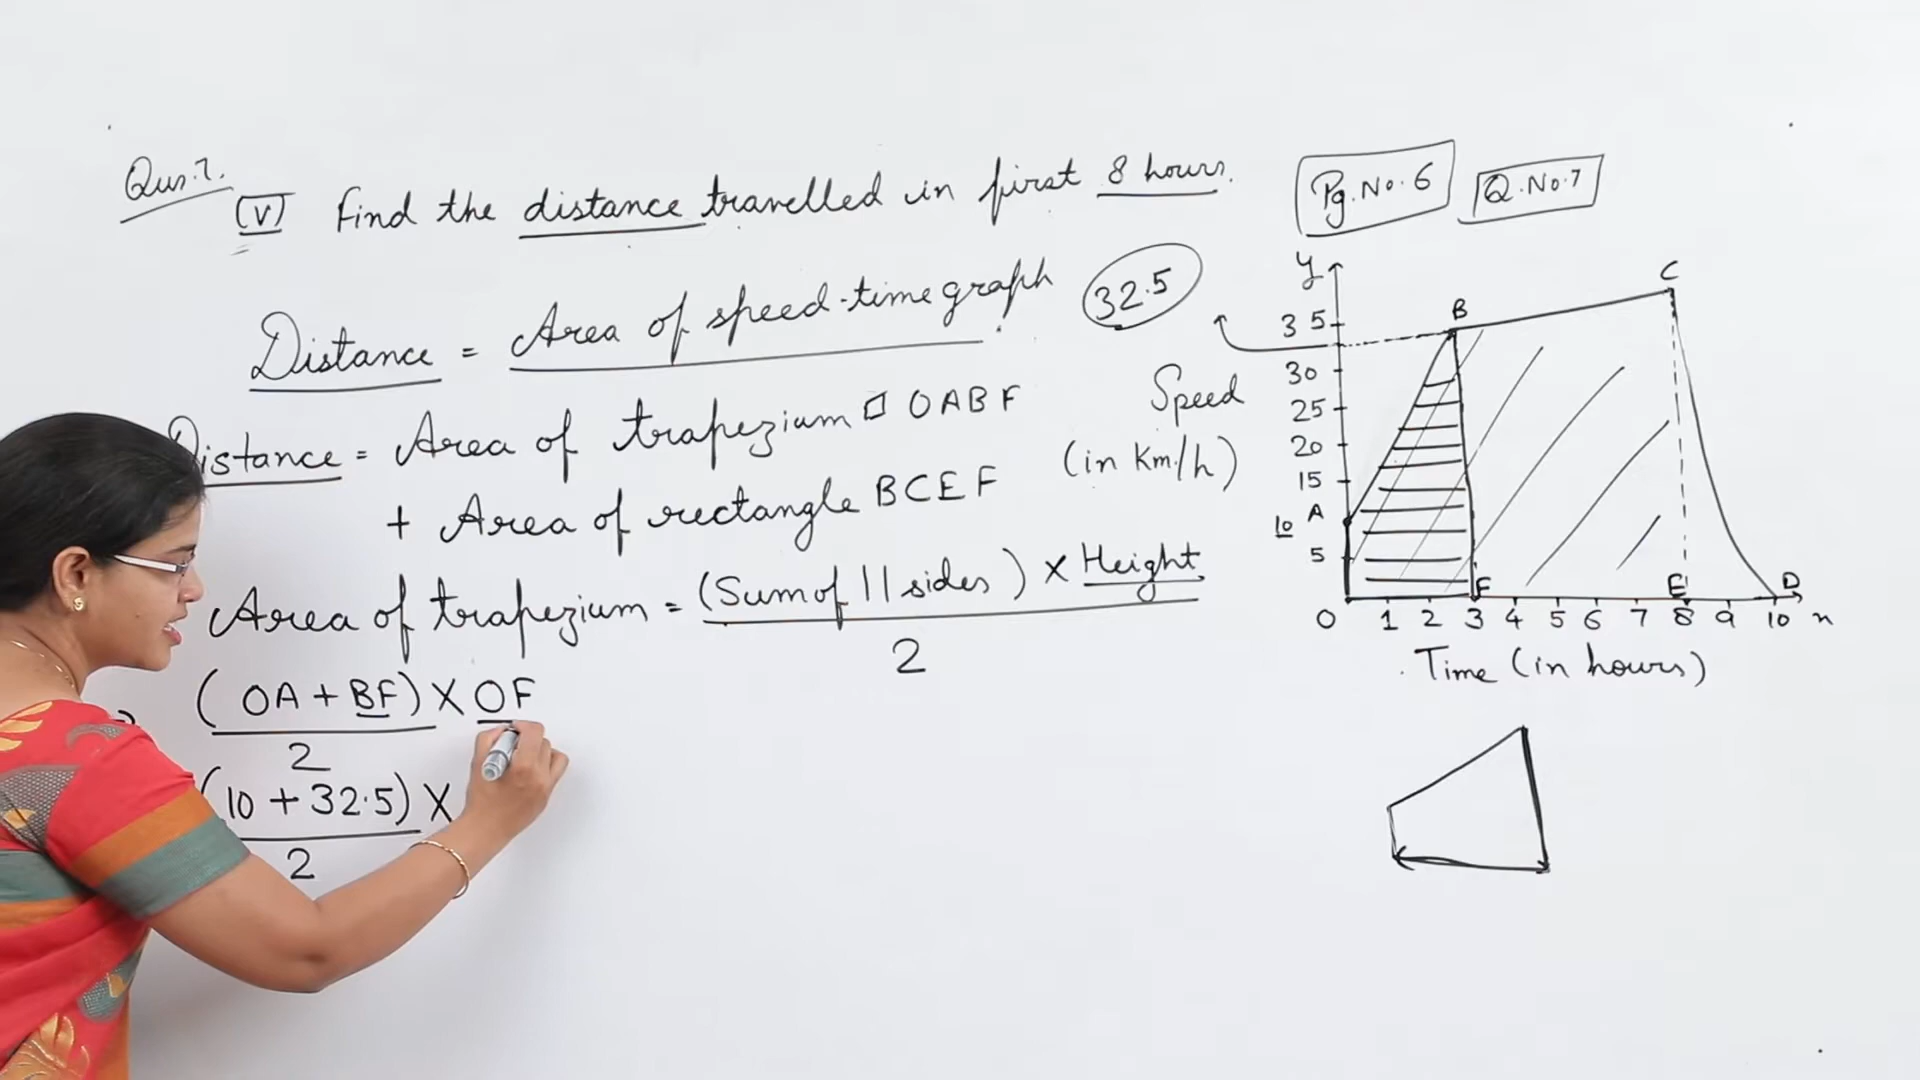 Qus.7.
(V) Find the distance travelled in first 8 hours.
Pg.No.6
Q.No.7
Distance = Area of speed-time graph
32.5
Distance = Area of trapezium ▱ OABF
+ Area of rectangle BCEF
Area of trapezium = (Sum of || sides) X Height
2
(OA + BF) X OF
2
(10 + 32.5) X
2
y
C
B
35
30
25
20
15
10 A
5
Speed
(in Km/h)
F E D
0 1 2 3 4 5 6 7 8 9 10 x
Time (in hours)